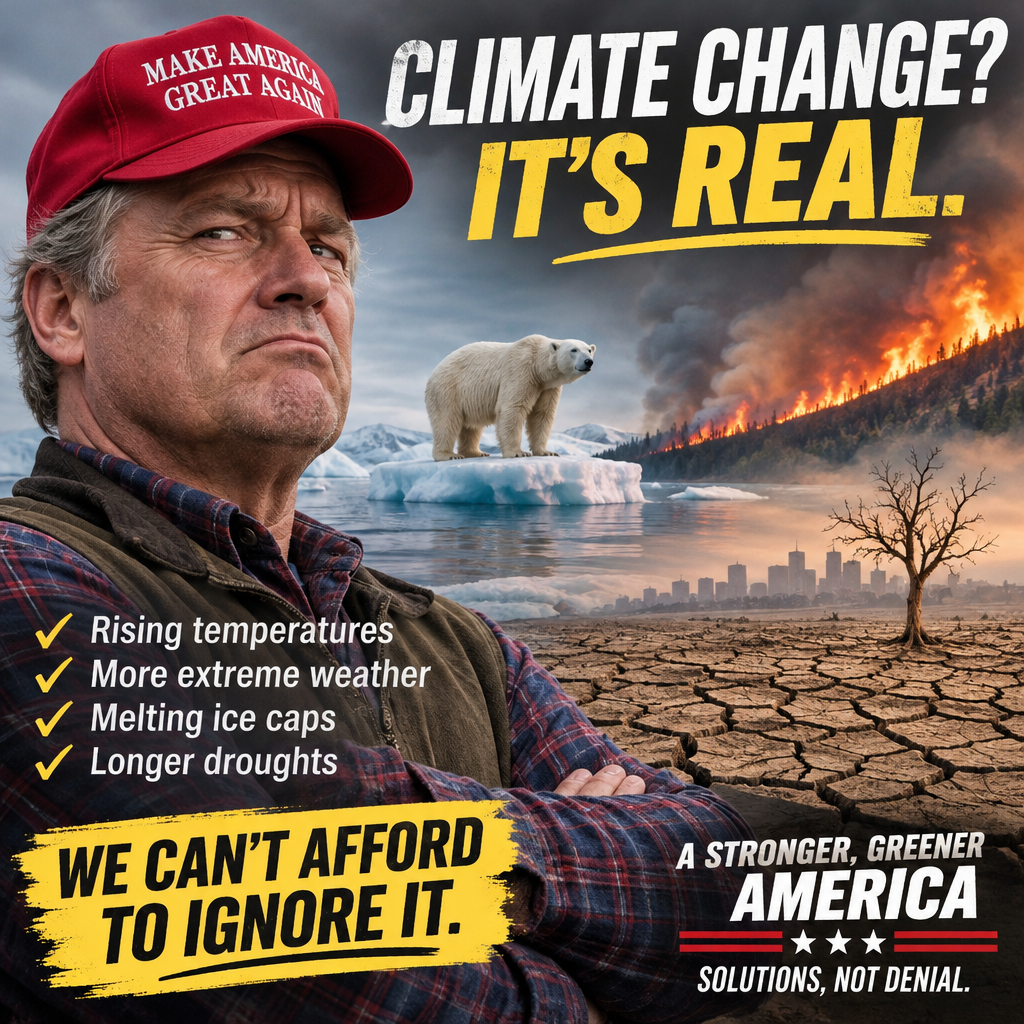 MAKE AMERICA
GREAT AGAIN
CLIMATE CHANGE?
IT'S REAL.
✓ Rising temperatures
✓ More extreme weather
✓ Melting ice caps
✓ Longer droughts
WE CAN'T AFFORD
TO IGNORE IT.
A STRONGER, GREENER
AMERICA
SOLUTIONS, NOT DENIAL.